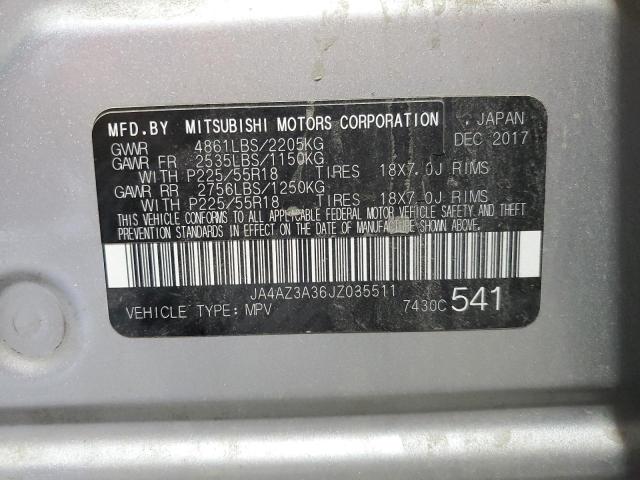 MFD.BY MITSUBISHI MOTORS CORPORATION , JAPAN
GVWR 4861LBS/2205KG DEC 2017
GAWR FR 2535LBS/1150KG
WITH P225/55R18 TIRES 18X7.0J RIMS
GAWR RR 2756LBS/1250KG
WITH P225/55R18 TIRES 18X7.0J RIMS
THIS VEHICLE CONFORMS TO ALL APPLICABLE FEDERAL MOTOR VEHICLE SAFETY AND THEFT
PREVENTION STANDARDS IN EFFECT ON THE DATE OF MANUFACTURE SHOWN ABOVE.
JA4AZ3A36JZ035511
VEHICLE TYPE: MPV 7430C 541